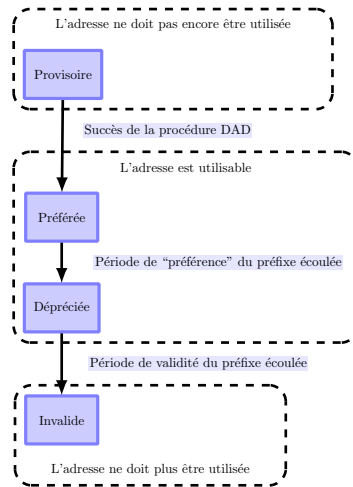 L'adresse ne doit pas encore être utilisée
Provisoire
Succès de la procédure DAD
L'adresse est utilisable
Préférée
Période de “préférence” du préfixe écoulée
Dépréciée
Période de validité du préfixe écoulée
Invalide
L'adresse ne doit plus être utilisée